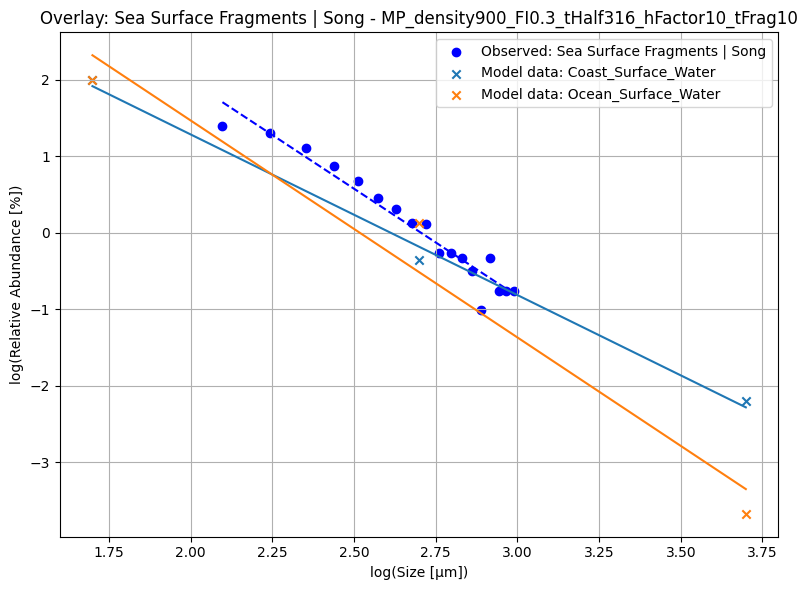 Overlay: Sea Surface Fragments | Song - MP_density900_FI0.3_tHalf316_hFactor10_tFrag10
Observed: Sea Surface Fragments | Song
Model data: Coast_Surface_Water
Model data: Ocean_Surface_Water
log(Relative Abundance [%])
2
1
0
−1
−2
−3
1.75 2.00 2.25 2.50 2.75 3.00 3.25 3.50 3.75
log(Size [μm])